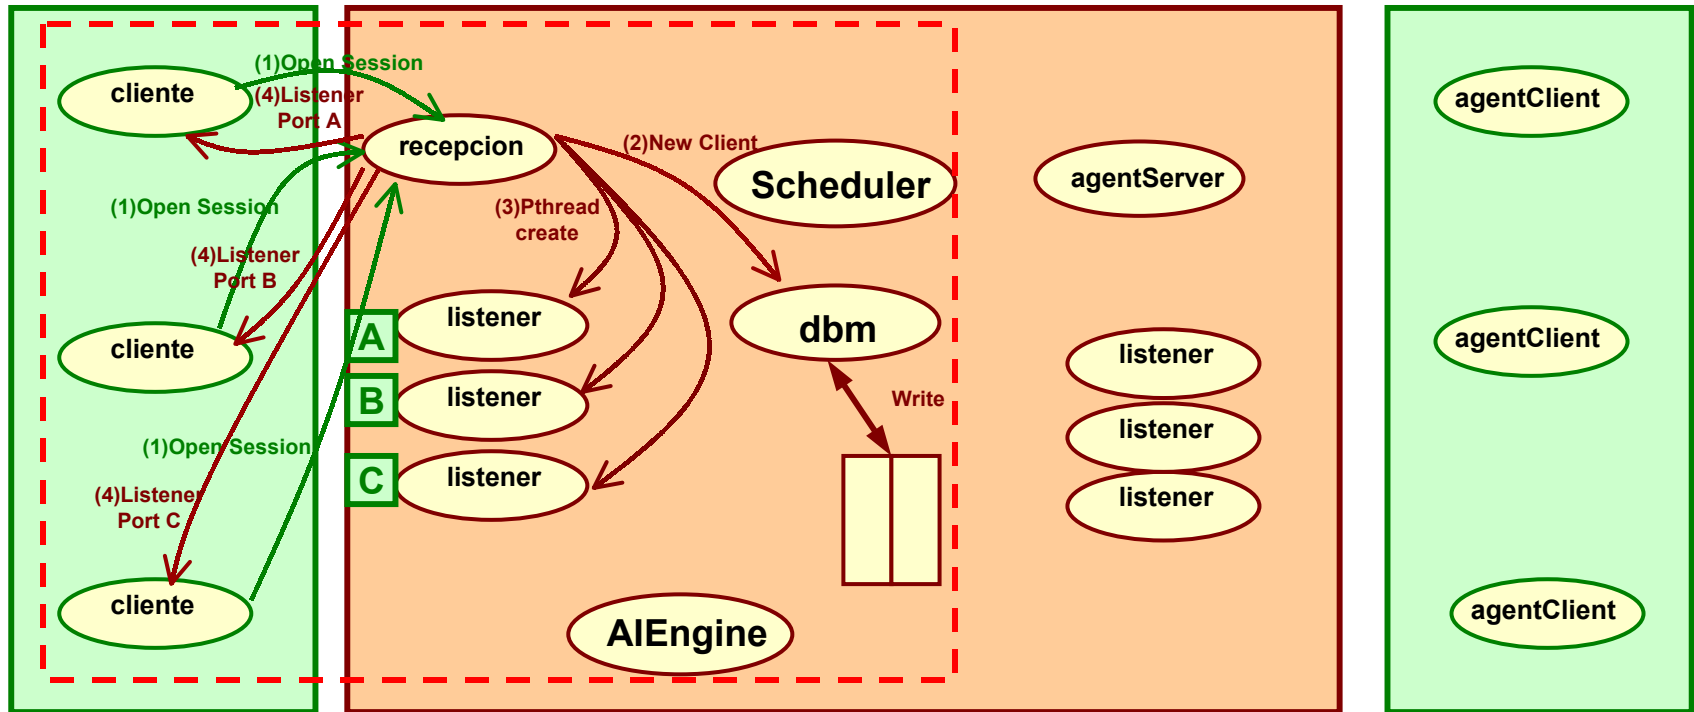 (1)Open Session
cliente
(4)Listener
Port A
recepcion
(2)New Client
Scheduler
agentServer
agentClient
(1)Open Session
(3)Pthread
create
(4)Listener
Port B
listener
A
cliente
dbm
listener
agentClient
B
listener
Write
listener
(1)Open Session
C
listener
listener
(4)Listener
Port C
cliente
AIEngine
agentClient